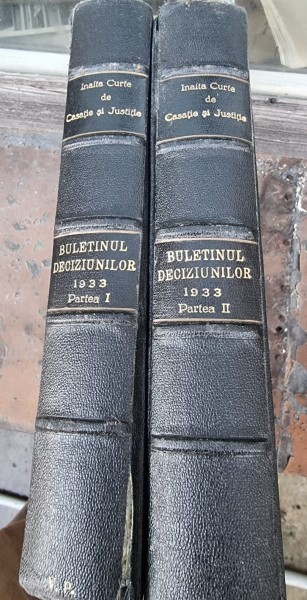 Inalta Curte
de
Casație și Justiție
BULETINUL
DECIZIUNILOR
1933
Partea I
V. P.
Inalta Curte
de
Casație și Justiție
BULETINUL
DECIZIUNILOR
1933
Partea II